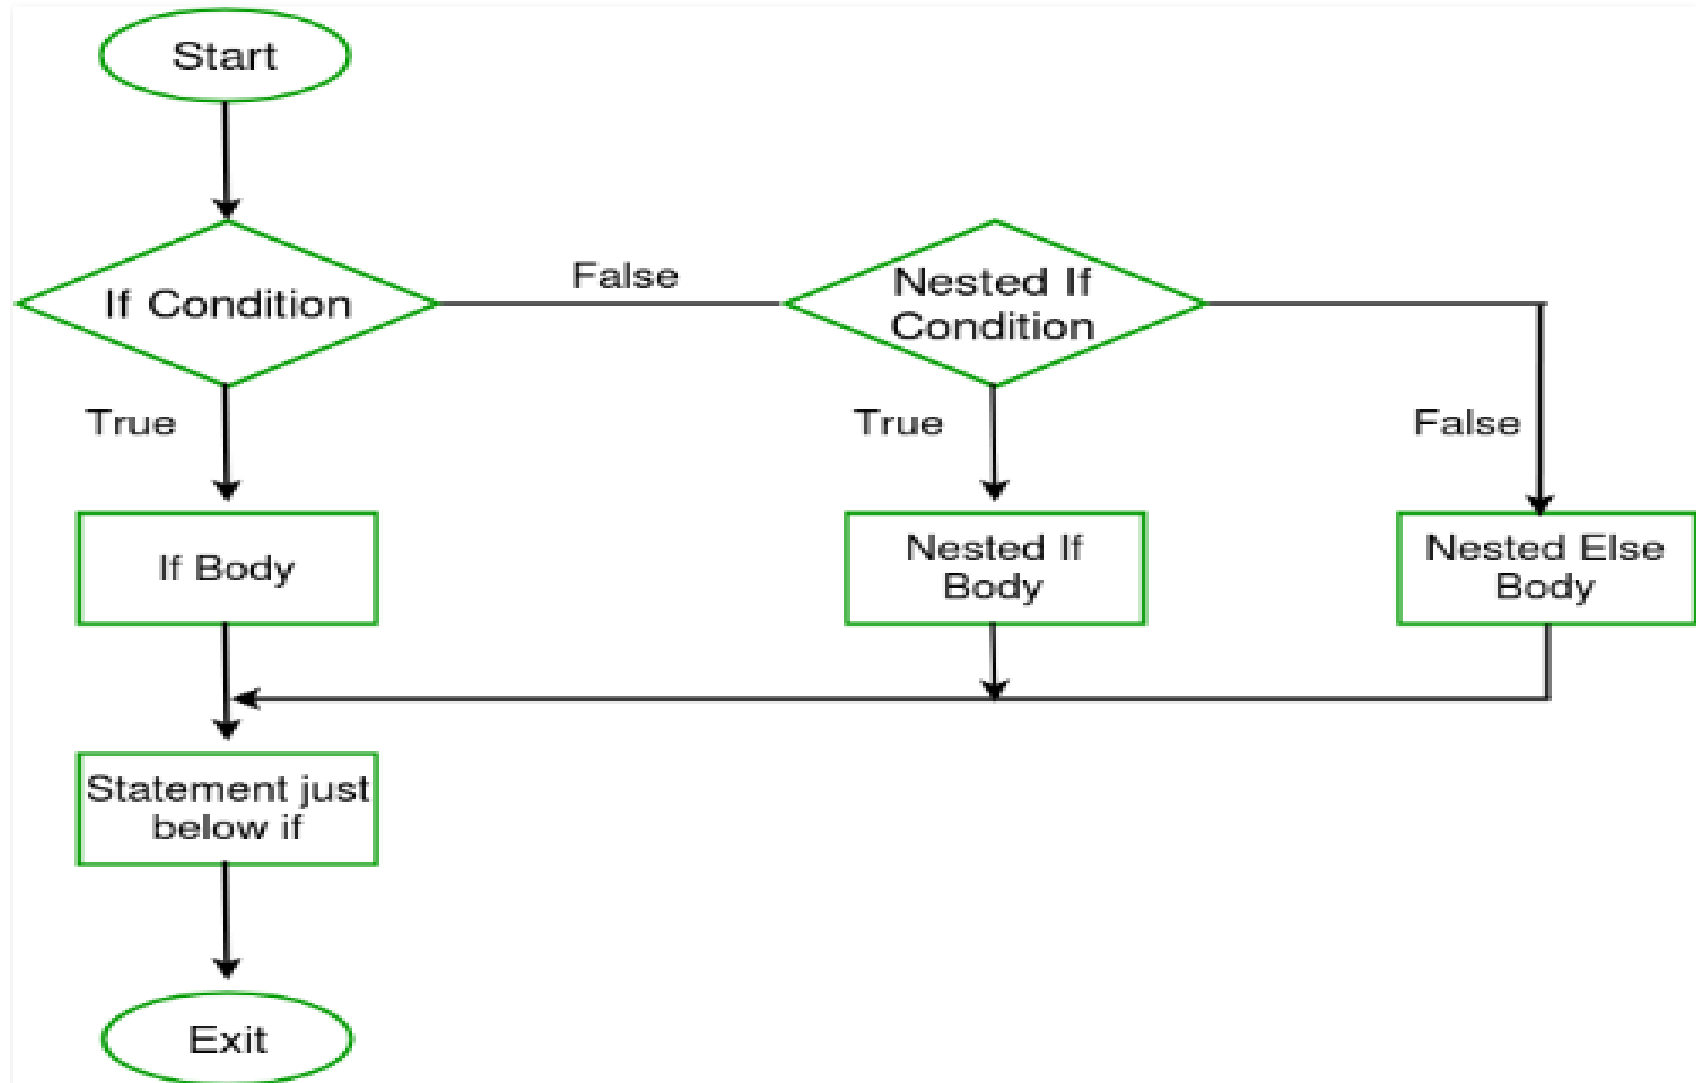 Start
If Condition
False
Nested If
Condition
True
True
False
If Body
Nested If
Body
Nested Else
Body
Statement just
below if
Exit